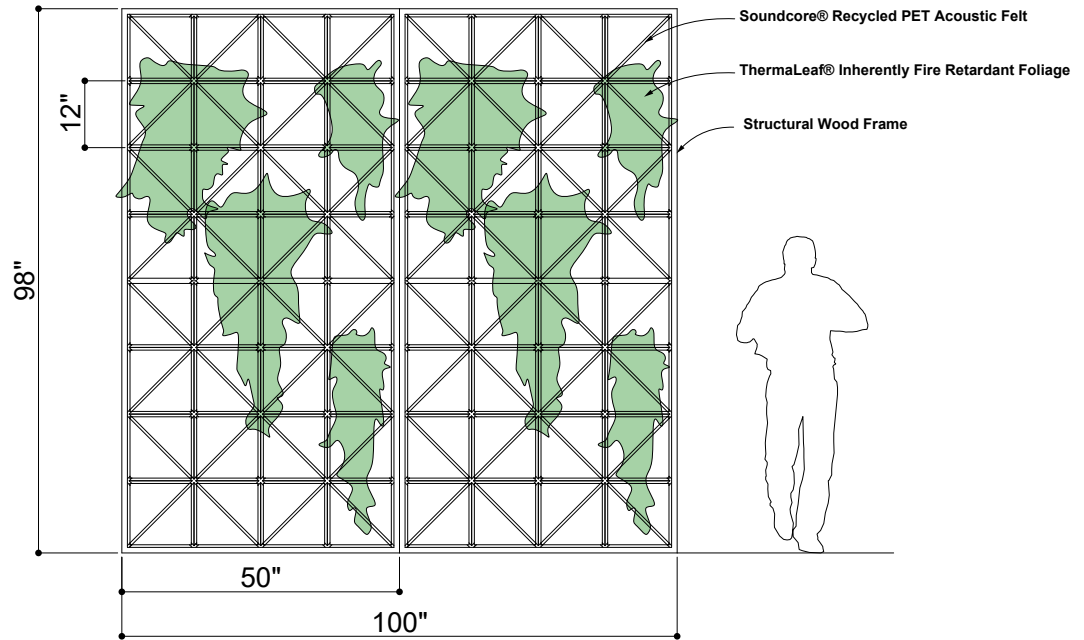 Soundcore® Recycled PET Acoustic Felt
ThermaLeaf® Inherently Fire Retardant Foliage
Structural Wood Frame
12"
98"
50"
100"